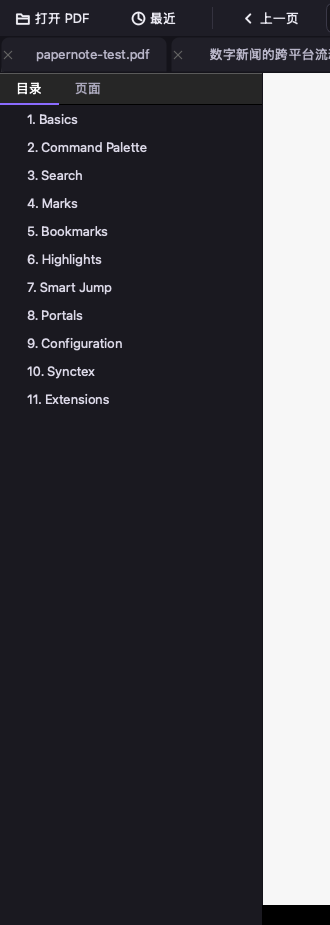 打开 PDF
最近
上一页
papernote-test.pdf
数字新闻的跨平台流
目录
页面
1. Basics
2. Command Palette
3. Search
4. Marks
5. Bookmarks
6. Highlights
7. Smart Jump
8. Portals
9. Configuration
10. Synctex
11. Extensions